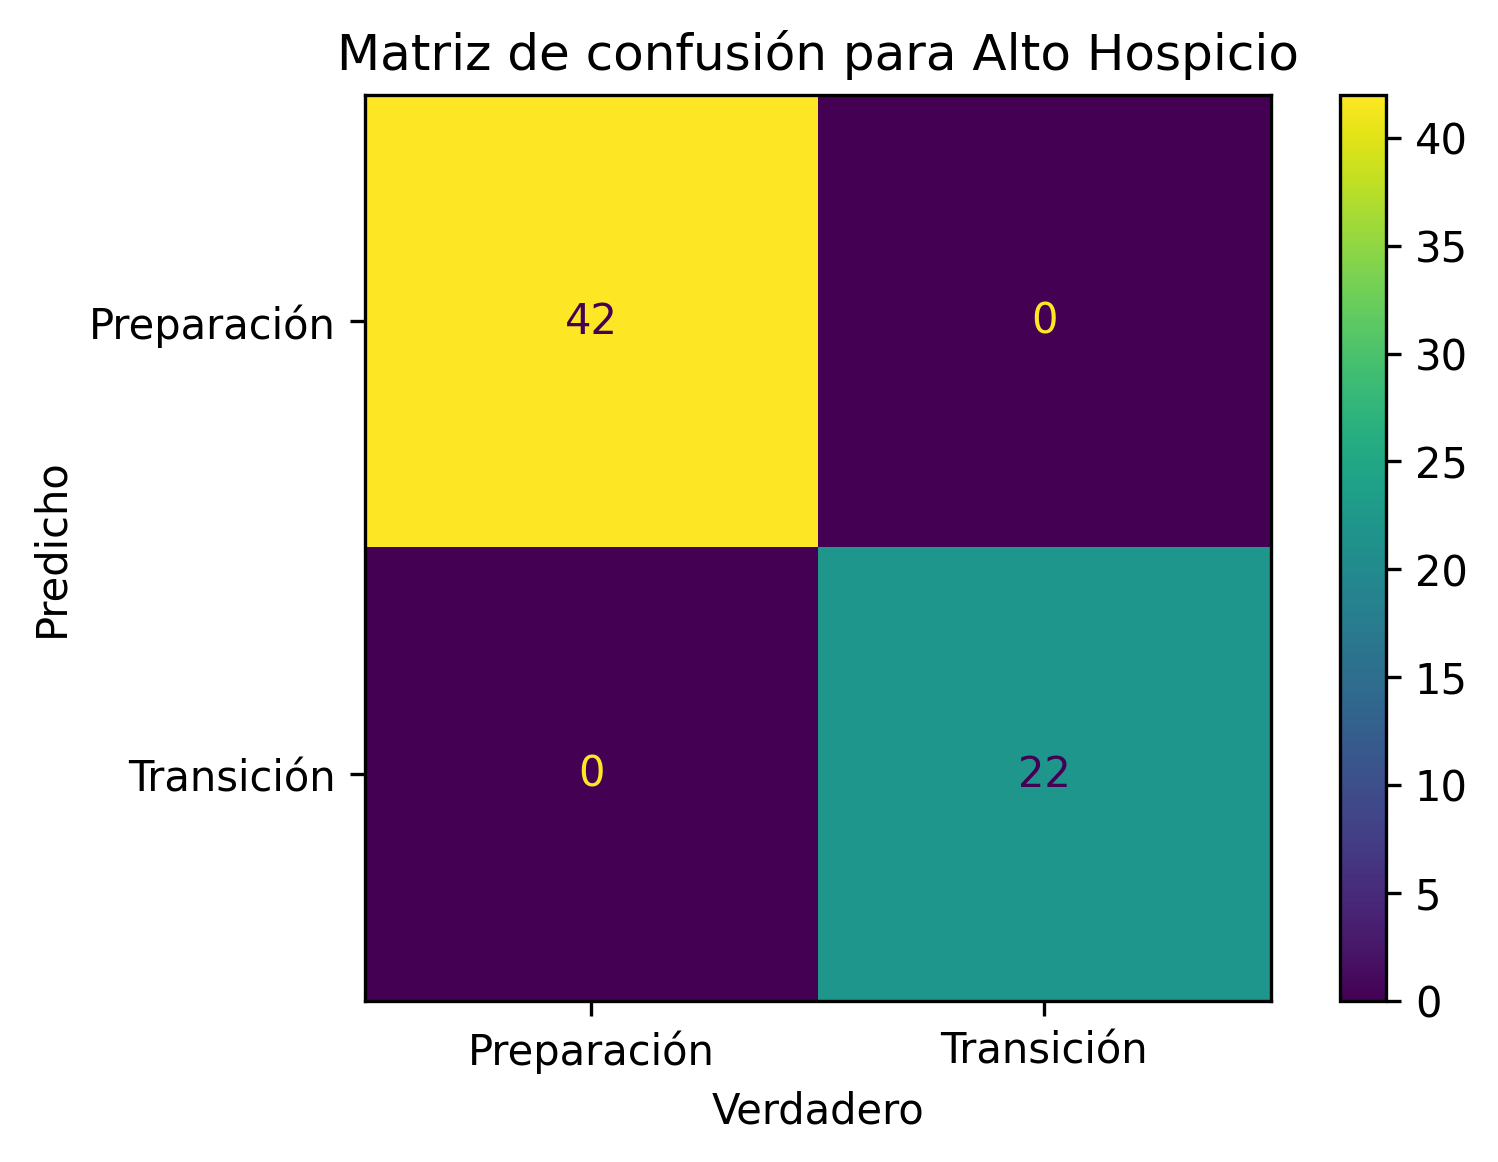 Matriz de confusión para Alto Hospicio
Predicho
Preparación
42
0
Transición
0
22
Preparación
Transición
Verdadero
40
35
30
25
20
15
10
5
0